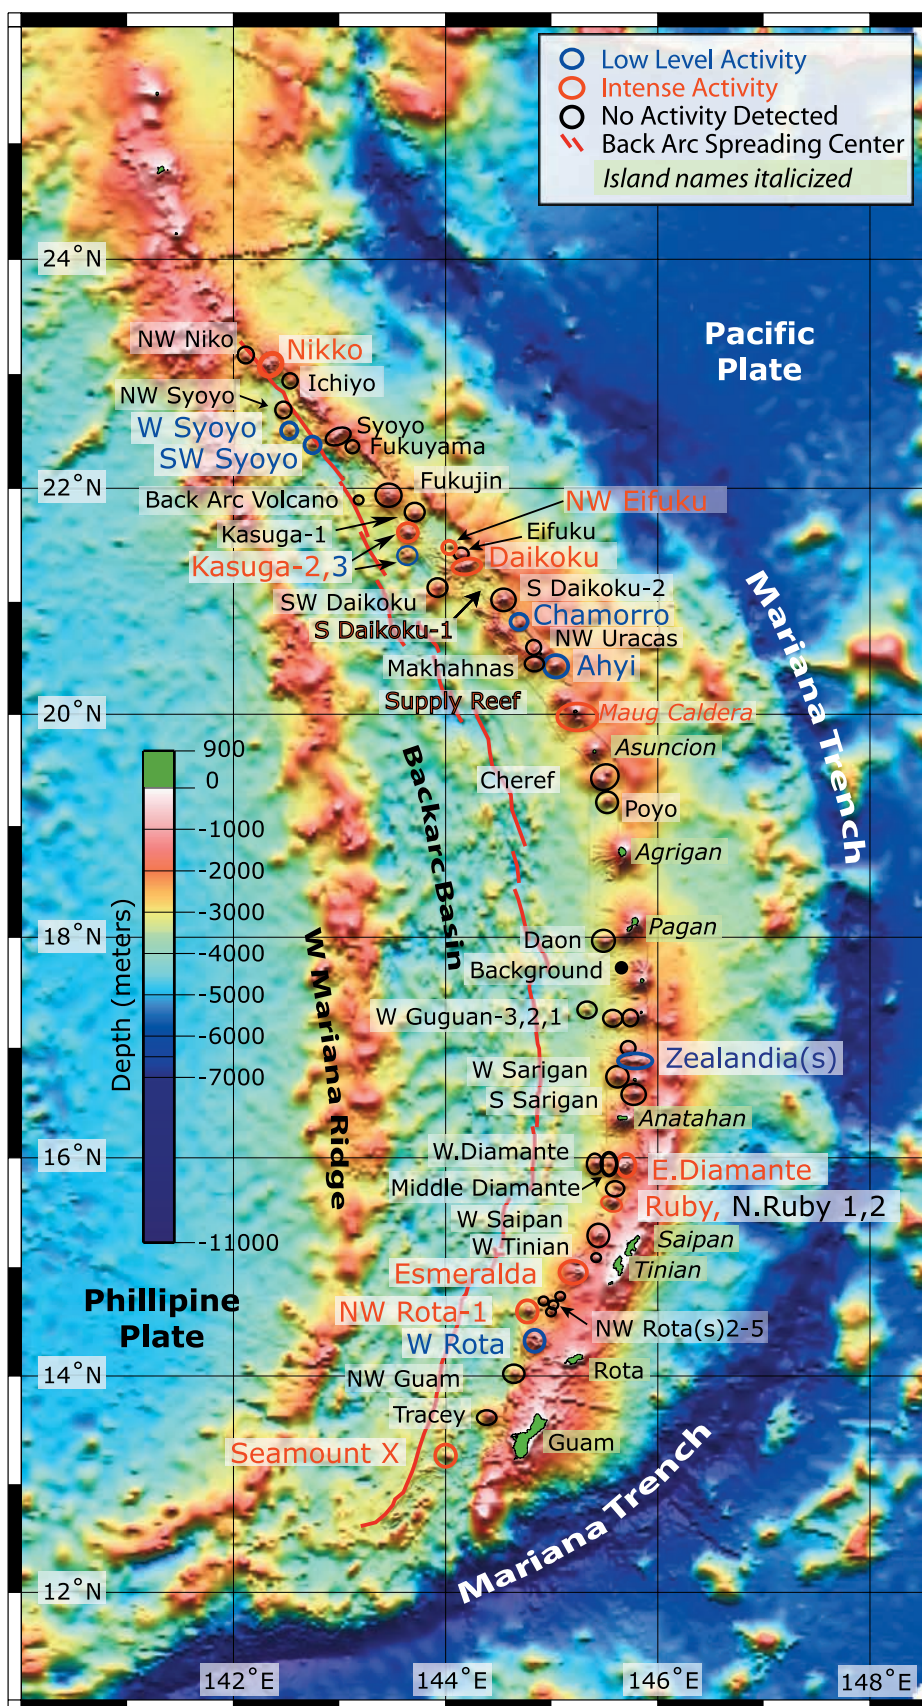 Low Level Activity
Intense Activity
No Activity Detected
Back Arc Spreading Center
Island names italicized
24°N
Pacific
Plate
NW Niko
Nikko
Ichiyo
NW Syoyo
W Syoyo
Syoyo
SW Syoyo
Fukuyama
22°N
Fukujin
Back Arc Volcano
NW Eifuku
Kasuga-1
Eifuku
Kasuga-2,3
Daikoku
SW Daikoku
S Daikoku-2
S Daikoku-1
Chamorro
NW Uracas
Makhahnas
Ahyi
Mariana Trench
Supply Reef
20°N
Maug Caldera
Asuncion
Cheref
Poyo
900
0
-1000
-2000
-3000
-4000
-5000
-6000
-7000
-11000
Depth (meters)
Backarc Basin
W Mariana Ridge
Agrigan
18°N
Pagan
Daon
Background
W Guguan-3,2,1
Zealandia(s)
W Sarigan
S Sarigan
Anatahan
16°N
W.Diamante
E.Diamante
Middle Diamante
Ruby, N.Ruby 1,2
W Saipan
Saipan
W Tinian
Tinian
Esmeralda
Phillipine
Plate
NW Rota-1
NW Rota(s)2-5
W Rota
14°N
Rota
NW Guam
Tracey
Guam
Seamount X
Mariana Trench
12°N
142°E
144°E
146°E
148°E